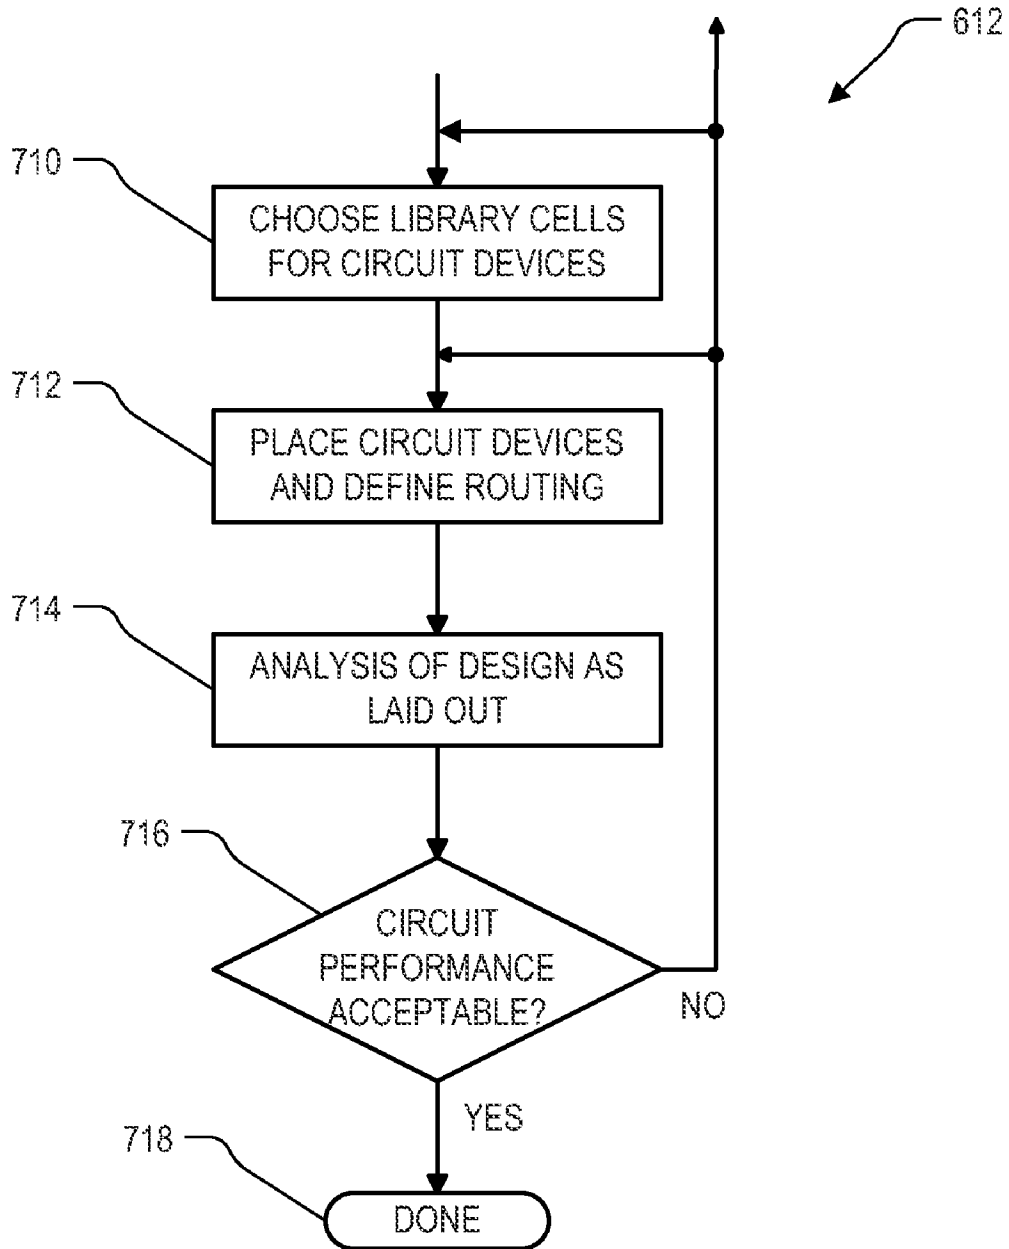 612
710
CHOOSE LIBRARY CELLS
FOR CIRCUIT DEVICES
712
PLACE CIRCUIT DEVICES
AND DEFINE ROUTING
714
ANALYSIS OF DESIGN AS
LAID OUT
716
CIRCUIT
PERFORMANCE
ACCEPTABLE?
NO
YES
718
DONE